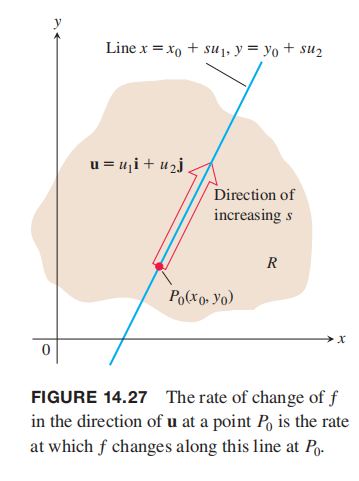 y
Line x = x₀ + su₁, y = y₀ + su₂
u = u₁i + u₂j
Direction of
increasing s
R
P₀(x₀, y₀)
x
0
FIGURE 14.27 The rate of change of f
in the direction of u at a point P₀ is the rate
at which f changes along this line at P₀.